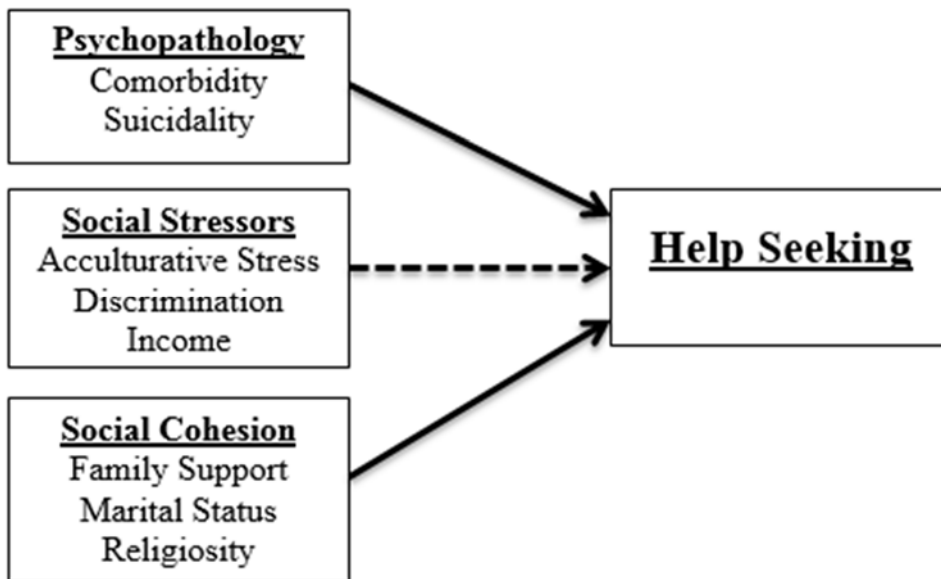 Psychopathology
Comorbidity
Suicidality
Social Stressors
Acculturative Stress
Discrimination
Income
Social Cohesion
Family Support
Marital Status
Religiosity
Help Seeking